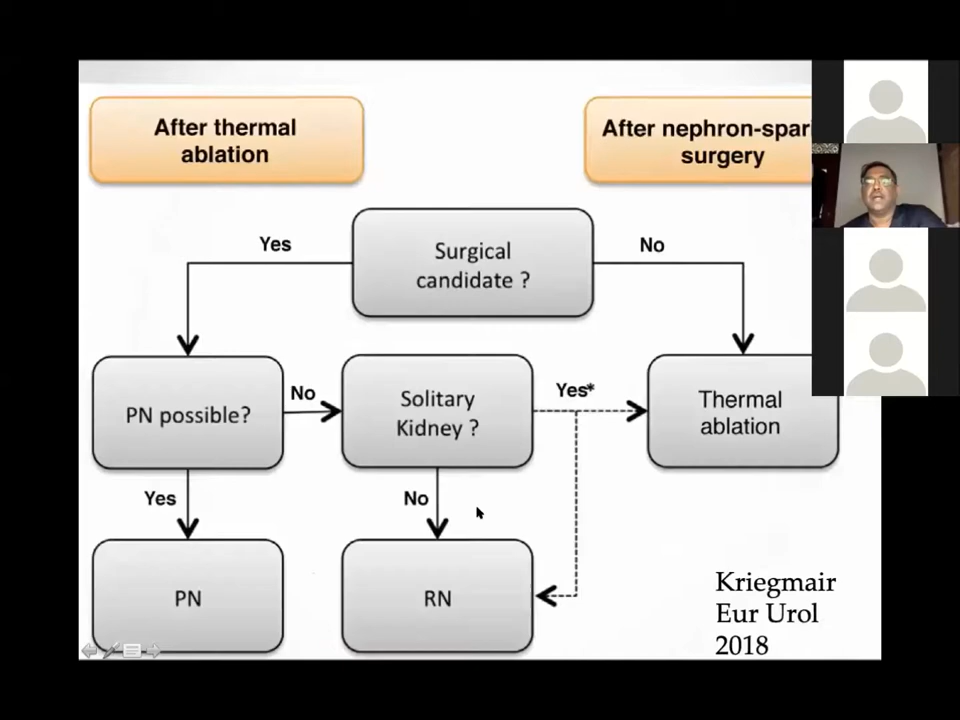 After thermal
ablation
After nephron-spar
surgery
Surgical
candidate ?
Yes
No
PN possible?
No
Solitary
Kidney ?
Yes*
Thermal
ablation
Yes
No
PN
RN
Kriegmair
Eur Urol
2018